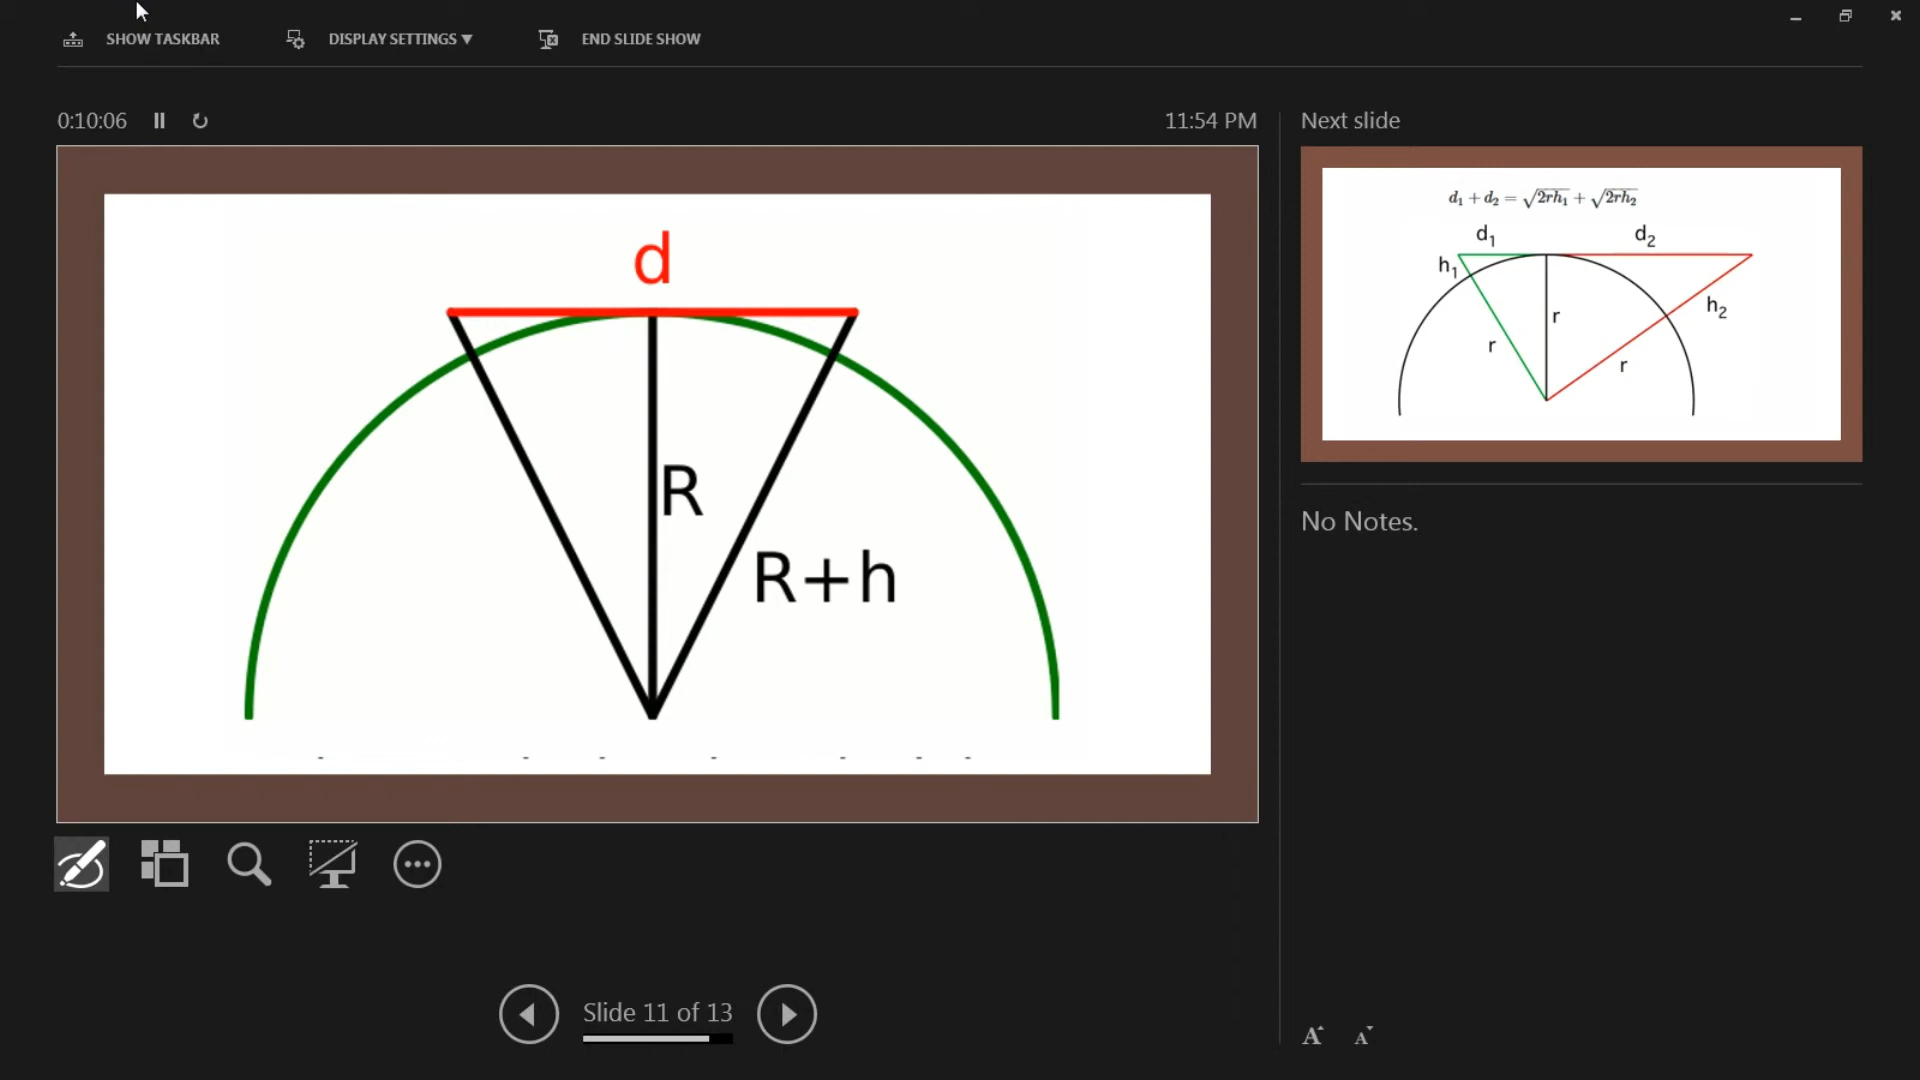 SHOW TASKBAR
DISPLAY SETTINGS ▼
END SLIDE SHOW
0:10:06
11:54 PM
Next slide
d
R
R+h
d₁ + d₂ = √2rh₁ + √2rh₂
d₁
d₂
h₁
h₂
r
r
r
No Notes.
Slide 11 of 13
A
A